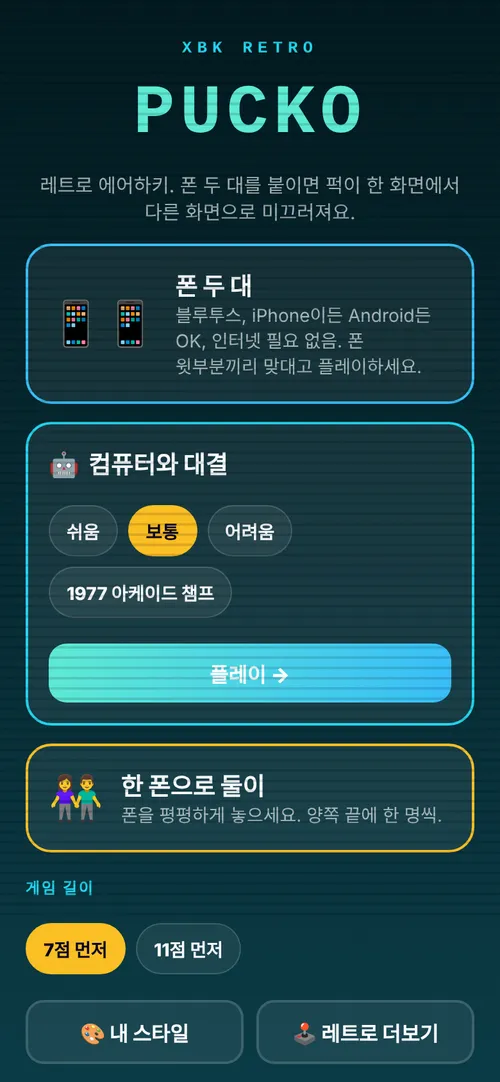 XBK RETRO
PUCKO
레트로 에어하키. 폰 두 대를 붙이면 퍽이 한 화면에서
다른 화면으로 미끄러져요.
폰 두 대
블루투스, iPhone이든 Android든
OK, 인터넷 필요 없음. 폰
윗부분끼리 맞대고 플레이하세요.
컴퓨터와 대결
쉬움
보통
어려움
1977 아케이드 챔프
플레이 →
한 폰으로 둘이
폰을 평평하게 놓으세요. 양쪽 끝에 한 명씩.
게임 길이
7점 먼저
11점 먼저
내 스타일
레트로 더보기